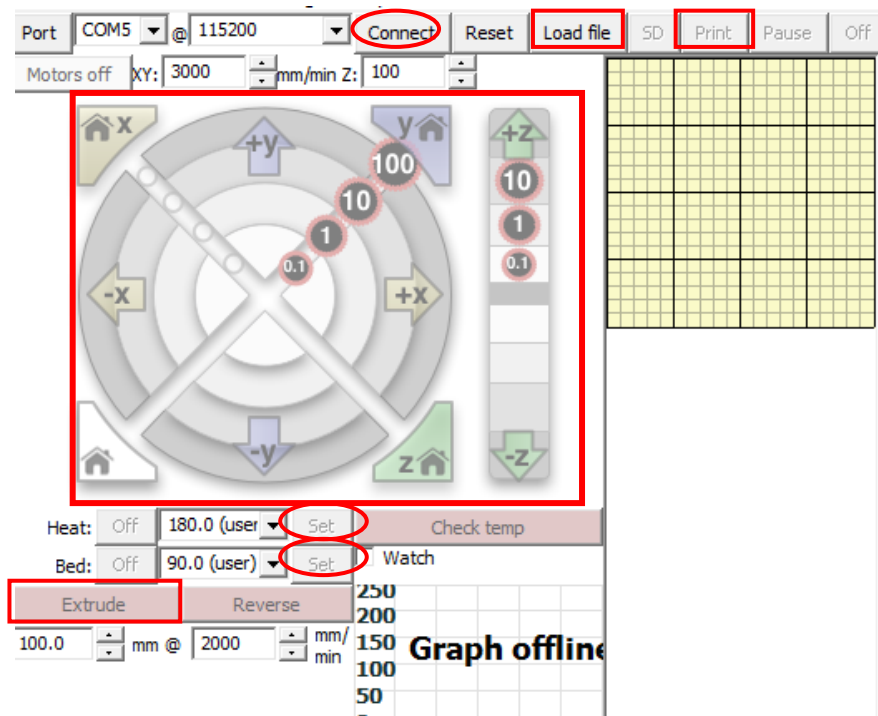 Port COM5 @ 115200 Connect Reset Load file SD Print Pause Off
Motors off XY: 3000 mm/min Z: 100
x +y y +z
100
10 10
1 1
0.1 0.1
-x +x
-y z -z
Heat: Off 180.0 (user Set Check temp
Bed: Off 90.0 (user) Set Watch
Extrude Reverse
100.0 mm @ 2000 mm/
min
250
200
150 Graph offline
100
50